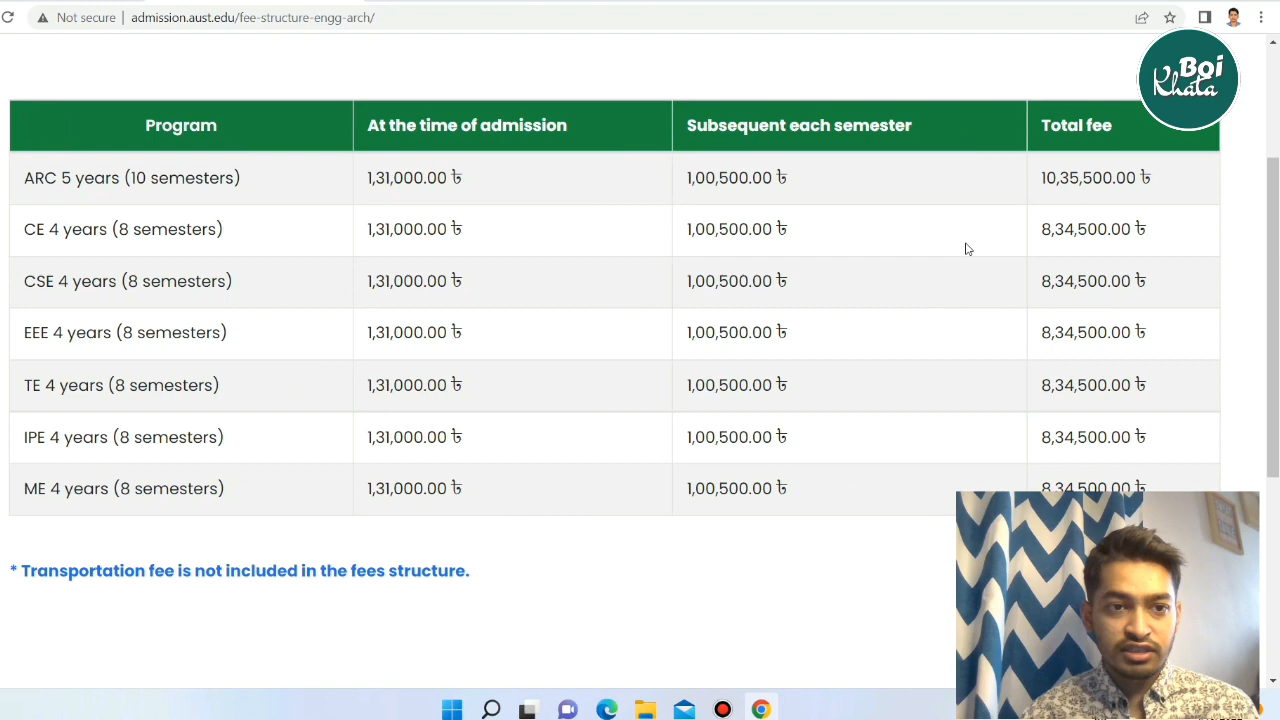 Not secure | admission.aust.edu/fee-structure-engg-arch/
Boi
Khata
Program At the time of admission Subsequent each semester Total fee
ARC 5 years (10 semesters) 1,31,000.00 ৳ 1,00,500.00 ৳ 10,35,500.00 ৳
CE 4 years (8 semesters) 1,31,000.00 ৳ 1,00,500.00 ৳ 8,34,500.00 ৳
CSE 4 years (8 semesters) 1,31,000.00 ৳ 1,00,500.00 ৳ 8,34,500.00 ৳
EEE 4 years (8 semesters) 1,31,000.00 ৳ 1,00,500.00 ৳ 8,34,500.00 ৳
TE 4 years (8 semesters) 1,31,000.00 ৳ 1,00,500.00 ৳ 8,34,500.00 ৳
IPE 4 years (8 semesters) 1,31,000.00 ৳ 1,00,500.00 ৳ 8,34,500.00 ৳
ME 4 years (8 semesters) 1,31,000.00 ৳ 1,00,500.00 ৳ 8,34,500.00 ৳
* Transportation fee is not included in the fees structure.